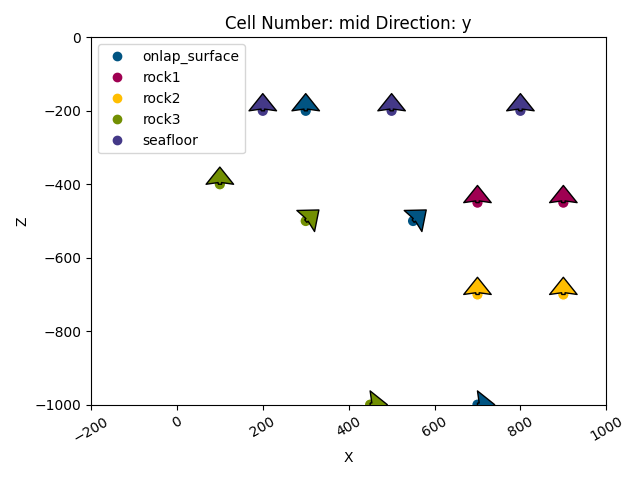 Cell Number: mid Direction: y
0
−200
−400
−600
−800
−1000
Z
onlap_surface
rock1
rock2
rock3
seafloor
−200
0
200
400
600
800
1000
X